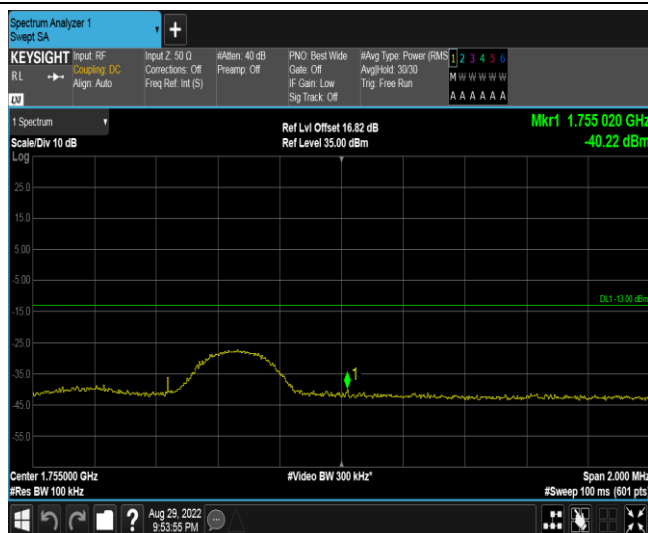 Spectrum Analyzer 1
Swept SA
+
KEYSIGHT
RL
Input: RF
Coupling: DC
Align: Auto
Input Z: 50 Ω
Corrections: Off
Freq Ref: Int (S)
#Atten: 40 dB
Preamp: Off
PNO: Best Wide
Gate: Off
IF Gain: Low
Sig Track: Off
#Avg Type: Power (RMS
Avg|Hold: 30/30
Trig: Free Run
1 2 3 4 5 6
M W W W W W
A A A A A A
LXI
1 Spectrum
Scale/Div 10 dB
Ref Lvl Offset 16.82 dB
Ref Level 35.00 dBm
Mkr1 1.755 020 GHz
-40.22 dBm
Log
25.0
15.0
5.00
-5.00
DL1 -13.00 dBm
-15.0
-25.0
-35.0
1
-45.0
-55.0
Center 1.755000 GHz
#Video BW 300 kHz*
Span 2.000 MHz
#Res BW 100 kHz
#Sweep 100 ms (601 pts)
?
Aug 29, 2022
9:53:55 PM